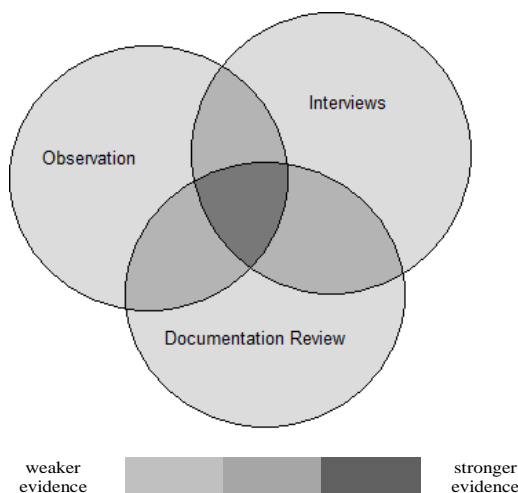 Interviews
Observation
Documentation Review
weaker
evidence
stronger
evidence